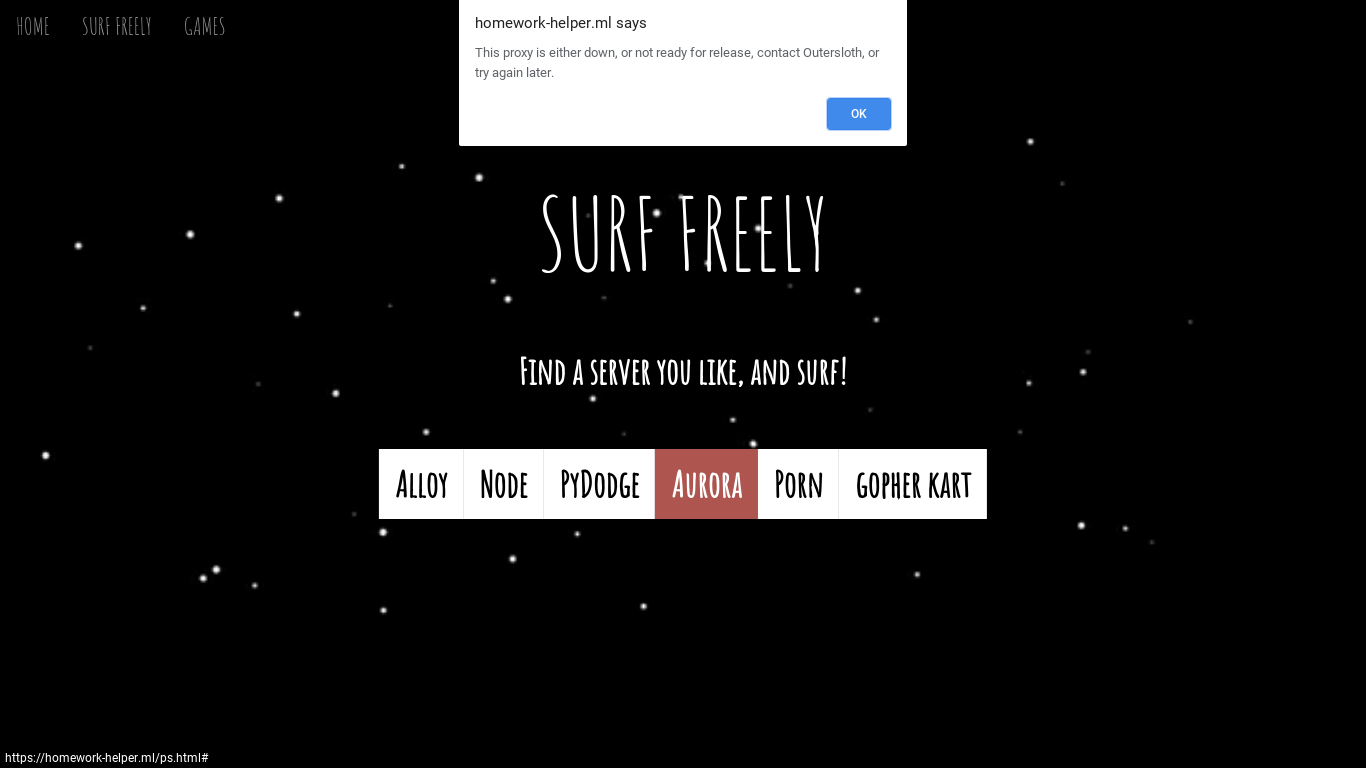 HOME SURF FREELY GAMES
homework-helper.ml says
This proxy is either down, or not ready for release, contact Outersloth, or
try again later.
OK
SURF FREELY
Find a server you like, and surf!
Alloy Node PyDodge Aurora Porn gopher kart
https://homework-helper.ml/ps.html#